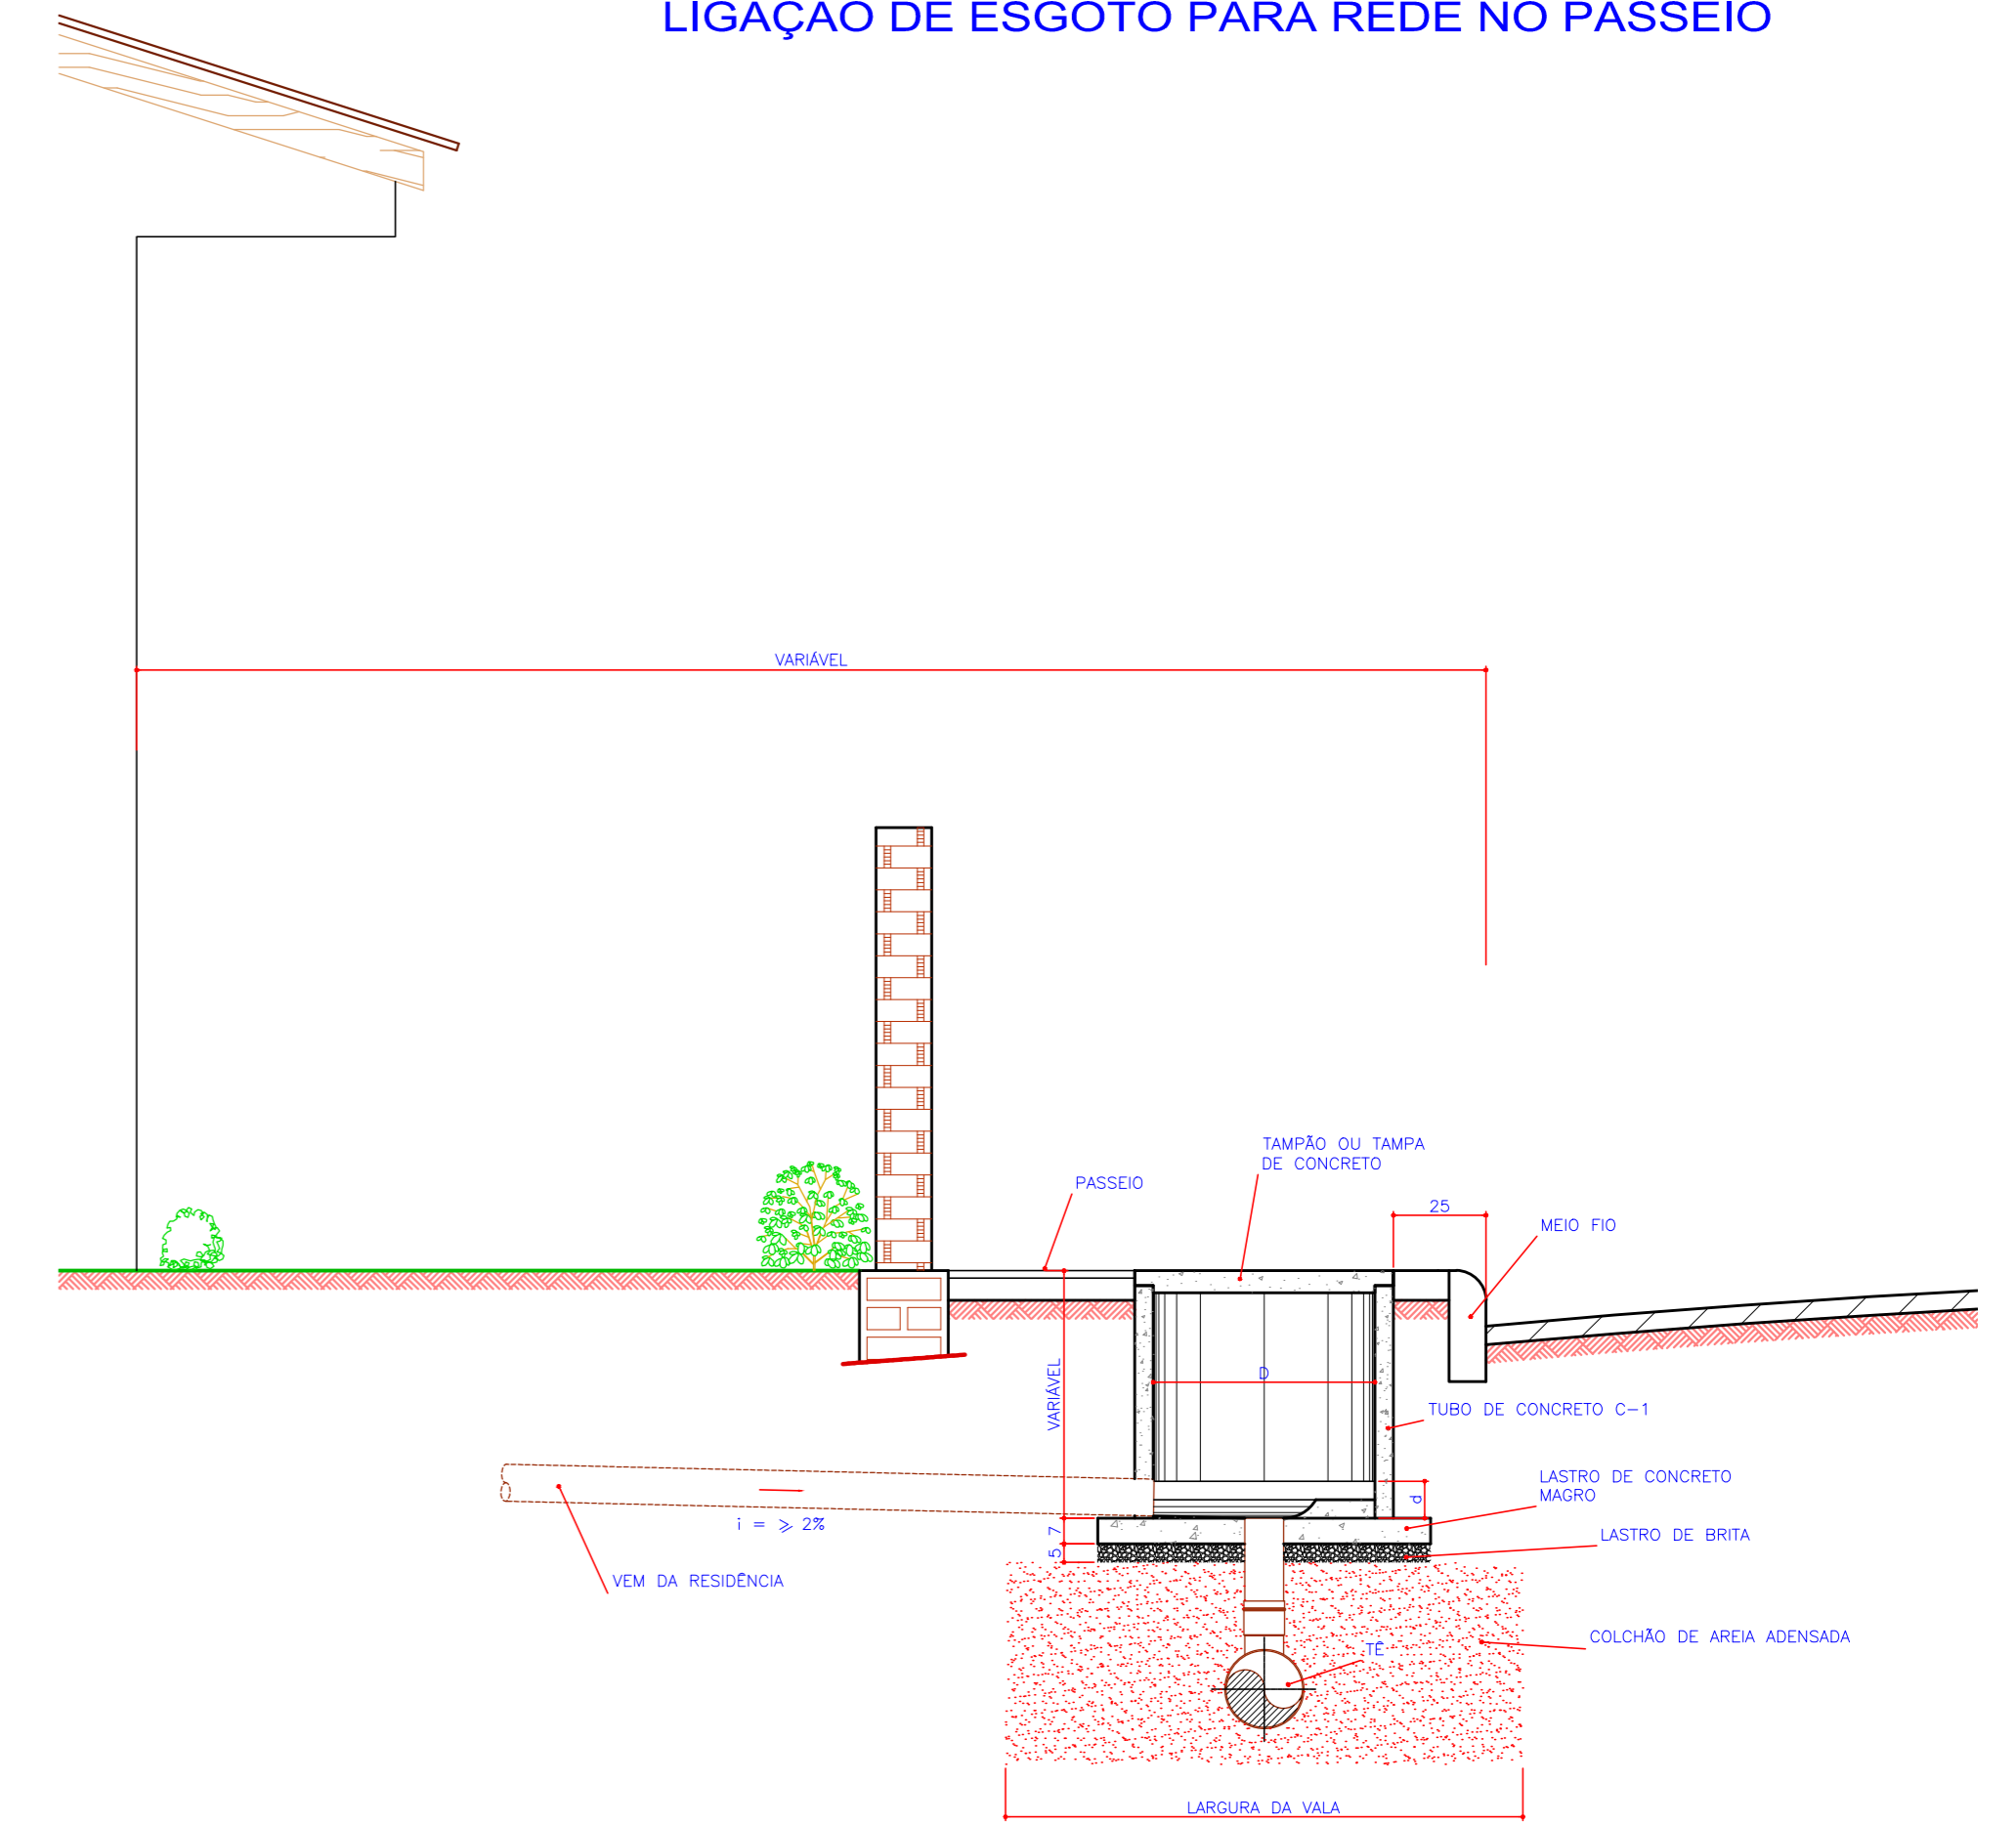 LIGAÇÃO DE ESGOTO PARA REDE NO PASSEIO
VARIÁVEL
TAMPÃO OU TAMPA
DE CONCRETO
PASSEIO
25
MEIO FIO
D
VARIÁVEL
TUBO DE CONCRETO C-1
LASTRO DE CONCRETO
MAGRO
d
i = ⩾ 2%
7
5
LASTRO DE BRITA
VEM DA RESIDÊNCIA
COLCHÃO DE AREIA ADENSADA
TÊ
LARGURA DA VALA